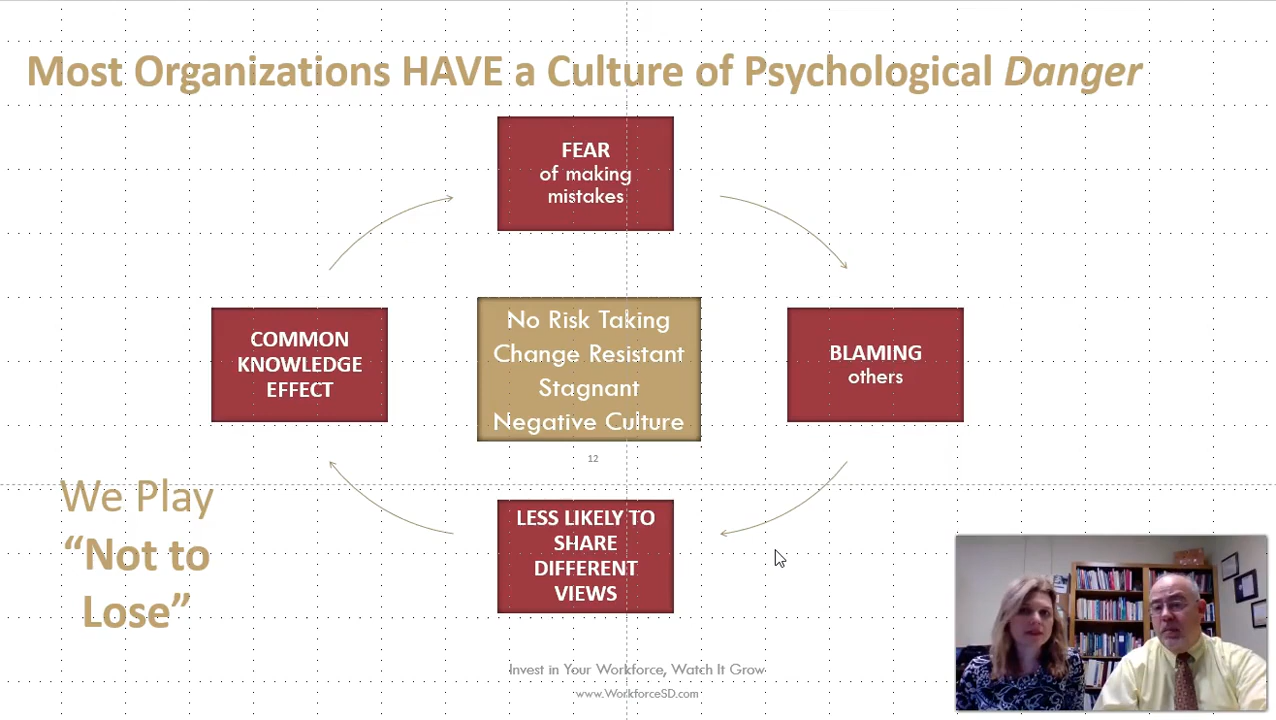 Most Organizations HAVE a Culture of Psychological Danger
FEAR
of making
mistakes
COMMON
KNOWLEDGE
EFFECT
No Risk Taking
Change Resistant
Stagnant
Negative Culture
BLAMING
others
12
We Play
“Not to
Lose”
LESS LIKELY TO
SHARE
DIFFERENT
VIEWS
Invest in Your Workforce, Watch It Grow
www.WorkforceSD.com